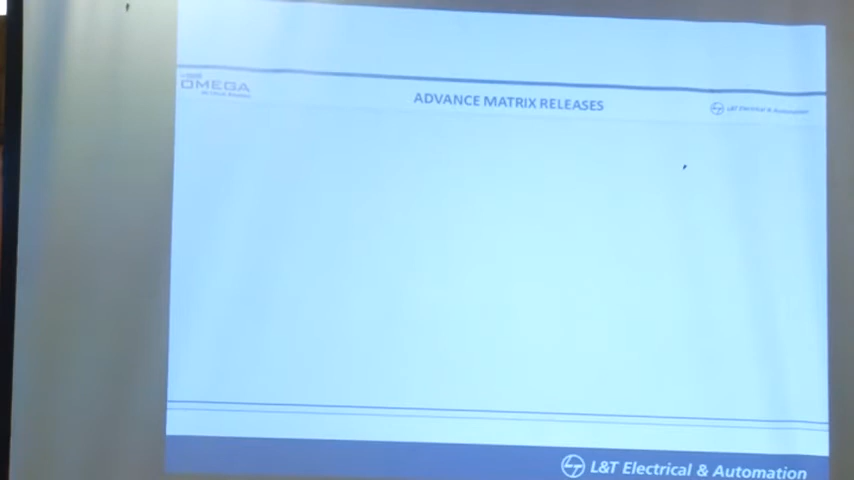 OMEGA
ADVANCE MATRIX RELEASES
L&T Electrical & Automation
L&T Electrical & Automation